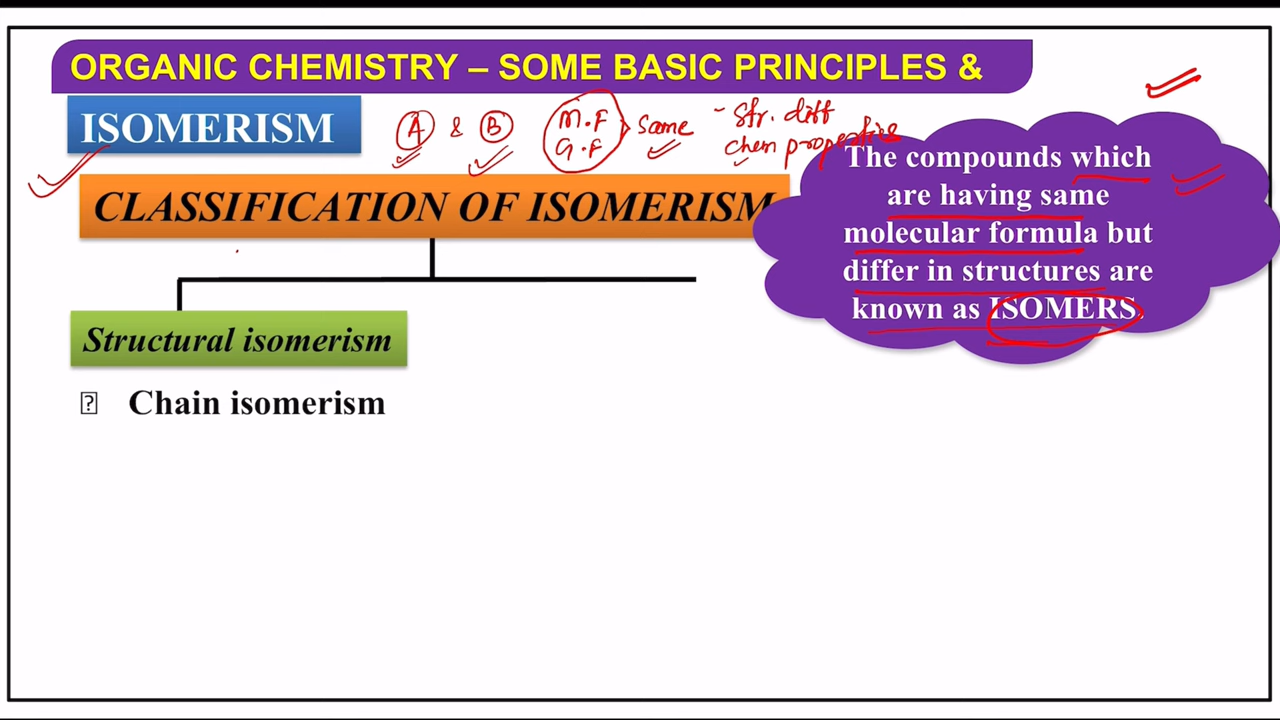 ORGANIC CHEMISTRY – SOME BASIC PRINCIPLES &
ISOMERISM
A & B
M.F
G.F
Same
- Str. diff
chem properties
CLASSIFICATION OF ISOMERISM
The compounds which
are having same
molecular formula but
differ in structures are
known as ISOMERS.
Structural isomerism
Chain isomerism